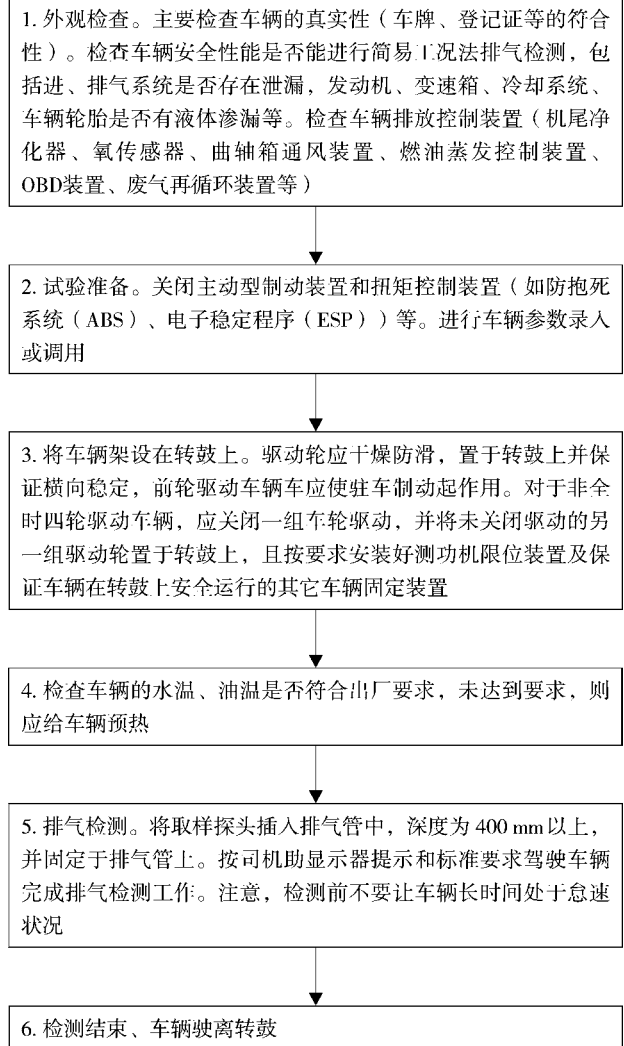 1. 外观检查。主要检查车辆的真实性（车牌、登记证等的符合
性）。检查车辆安全性能是否能进行简易工况法排气检测，包
括进、排气系统是否存在泄漏，发动机、变速箱、冷却系统、
车辆轮胎是否有液体渗漏等。检查车辆排放控制装置（机尾净
化器、氧传感器、曲轴箱通风装置、燃油蒸发控制装置、
OBD装置、废气再循环装置等）
2. 试验准备。关闭主动型制动装置和扭矩控制装置（如防抱死
系统（ABS）、电子稳定程序（ESP））等。进行车辆参数录入
或调用
3. 将车辆架设在转鼓上。驱动轮应干燥防滑，置于转鼓上并保
证横向稳定，前轮驱动车辆车应使驻车制动起作用。对于非全
时四轮驱动车辆，应关闭一组车轮驱动，并将未关闭驱动的另
一组驱动轮置于转鼓上，且按要求安装好测功机限位装置及保
证车辆在转鼓上安全运行的其它车辆固定装置
4. 检查车辆的水温、油温是否符合出厂要求，未达到要求，则
应给车辆预热
5. 排气检测。将取样探头插入排气管中，深度为 400 mm以上，
并固定于排气管上。按司机助显示器提示和标准要求驾驶车辆
完成排气检测工作。注意，检测前不要让车辆长时间处于怠速
状况
6. 检测结束、车辆驶离转鼓